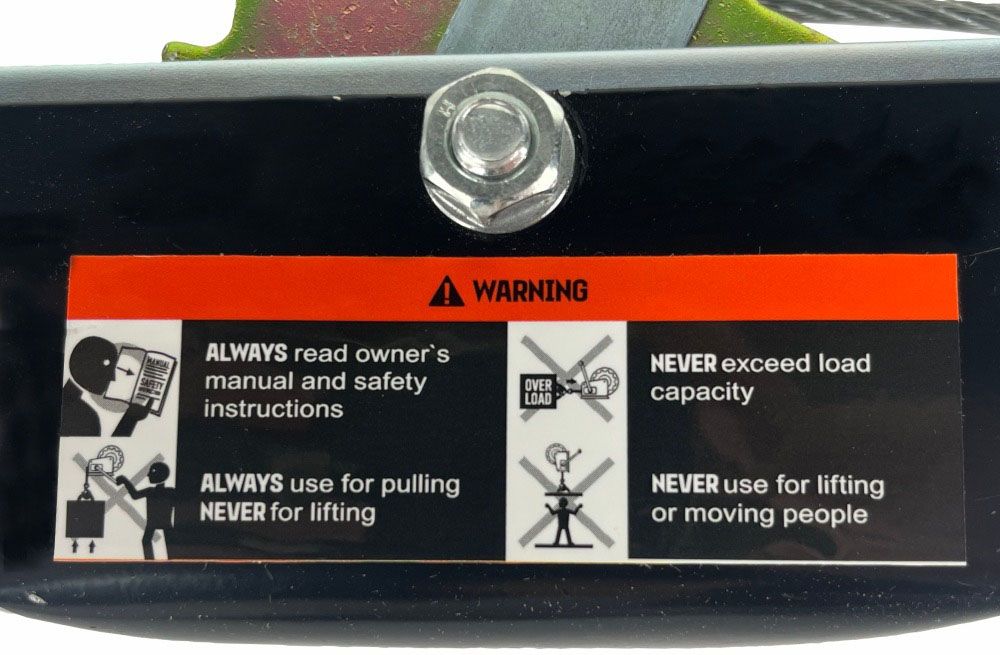 WARNING
MANUAL
SAFETY
ALWAYS read owner`s
manual and safety
instructions
ALWAYS use for pulling
NEVER for lifting
OVER
LOAD
NEVER exceed load
capacity
NEVER use for lifting
or moving people